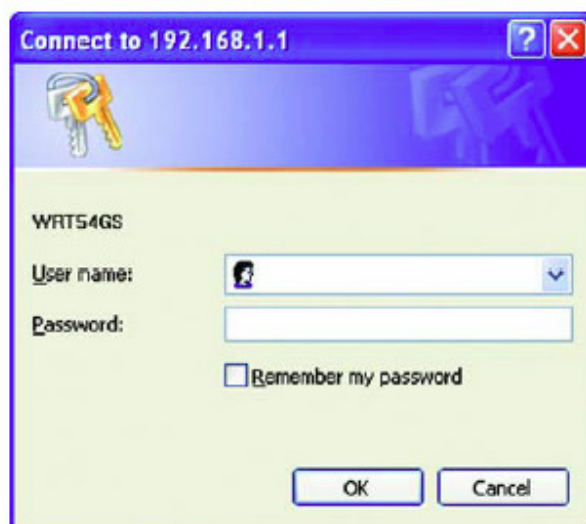 Connect to 192.168.1.1
?
WRT54GS
User name:
Password:
Remember my password
OK
Cancel